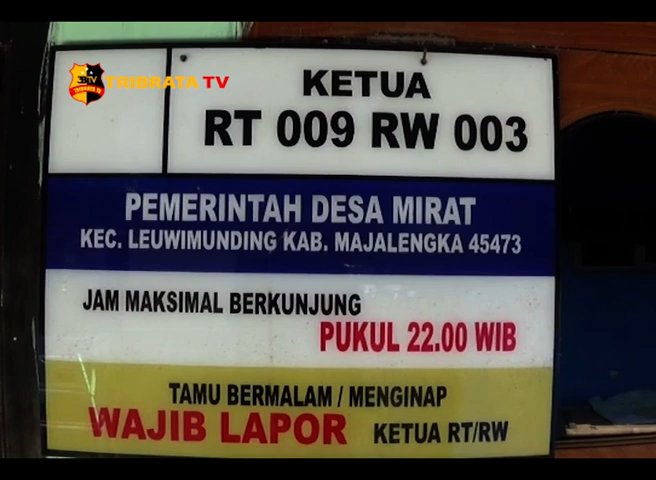 TRIBRATA TV
KETUA
RT 009 RW 003
PEMERINTAH DESA MIRAT
KEC. LEUWIMUNDING KAB. MAJALENGKA 45473
JAM MAKSIMAL BERKUNJUNG
PUKUL 22.00 WIB
TAMU BERMALAM / MENGINAP
WAJIB LAPOR KETUA RT/RW